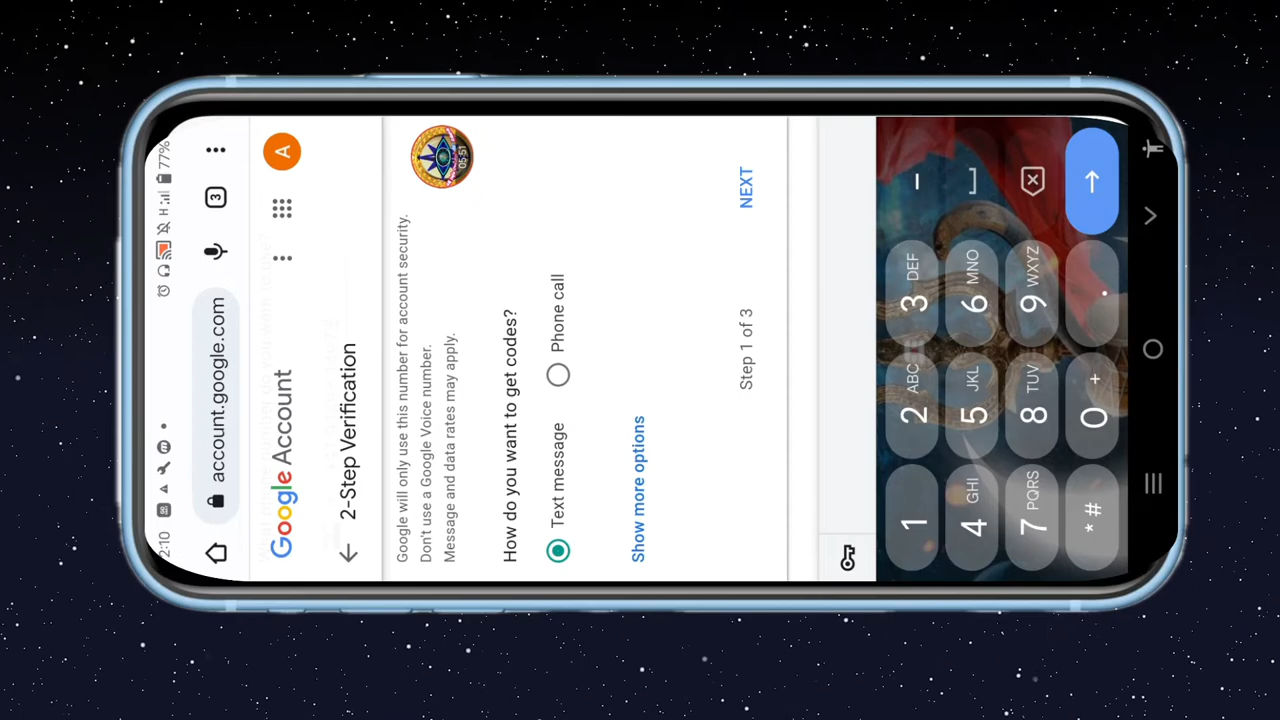 2:10
H
77%
account.google.com
3
Google Account
A
2-Step Verification
Google will only use this number for account security.
Don't use a Google Voice number.
Message and data rates may apply.
05:51
How do you want to get codes?
Text message
Phone call
Show more options
Step 1 of 3
NEXT
1
2 ABC
3 DEF
-
4 GHI
5 JKL
6 MNO
7 PQRS
8 TUV
9 WXYZ
*#
0 +
.